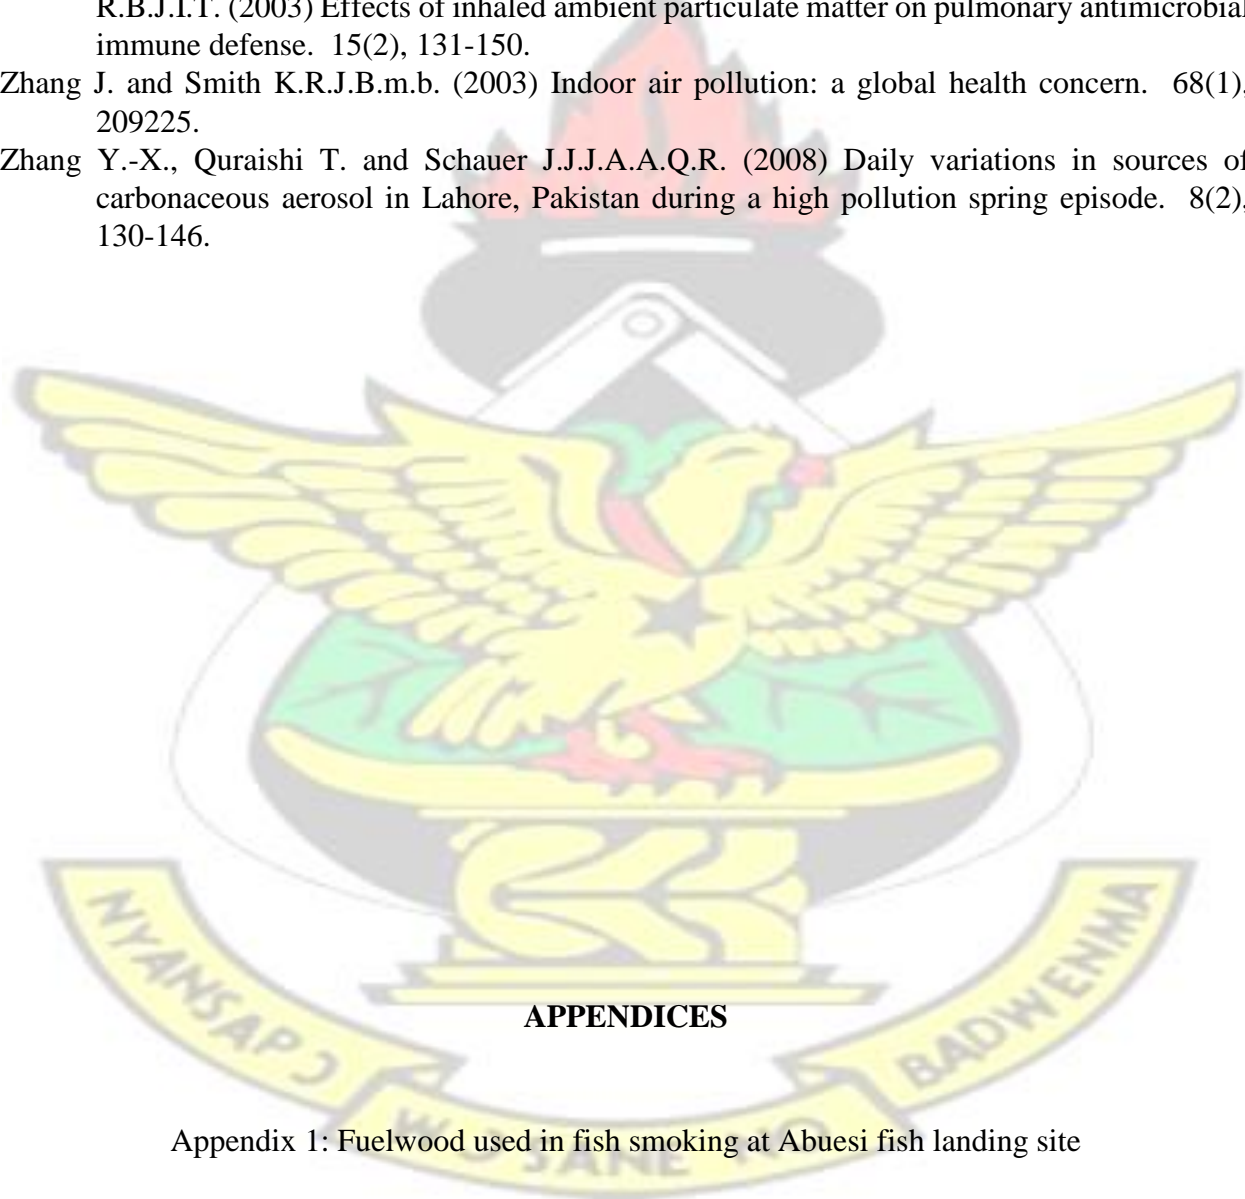 R.B.J.I.T. (2003) Effects of inhaled ambient particulate matter on pulmonary antimicrobial
immune defense. 15(2), 131-150.
Zhang J. and Smith K.R.J.B.m.b. (2003) Indoor air pollution: a global health concern. 68(1),
209225.
Zhang Y.-X., Quraishi T. and Schauer J.J.J.A.A.Q.R. (2008) Daily variations in sources of
carbonaceous aerosol in Lahore, Pakistan during a high pollution spring episode. 8(2),
130-146.
NYANSAPƆ
BADWENMA
APPENDICES
Appendix 1: Fuelwood used in fish smoking at Abuesi fish landing site
WƆSANE NO